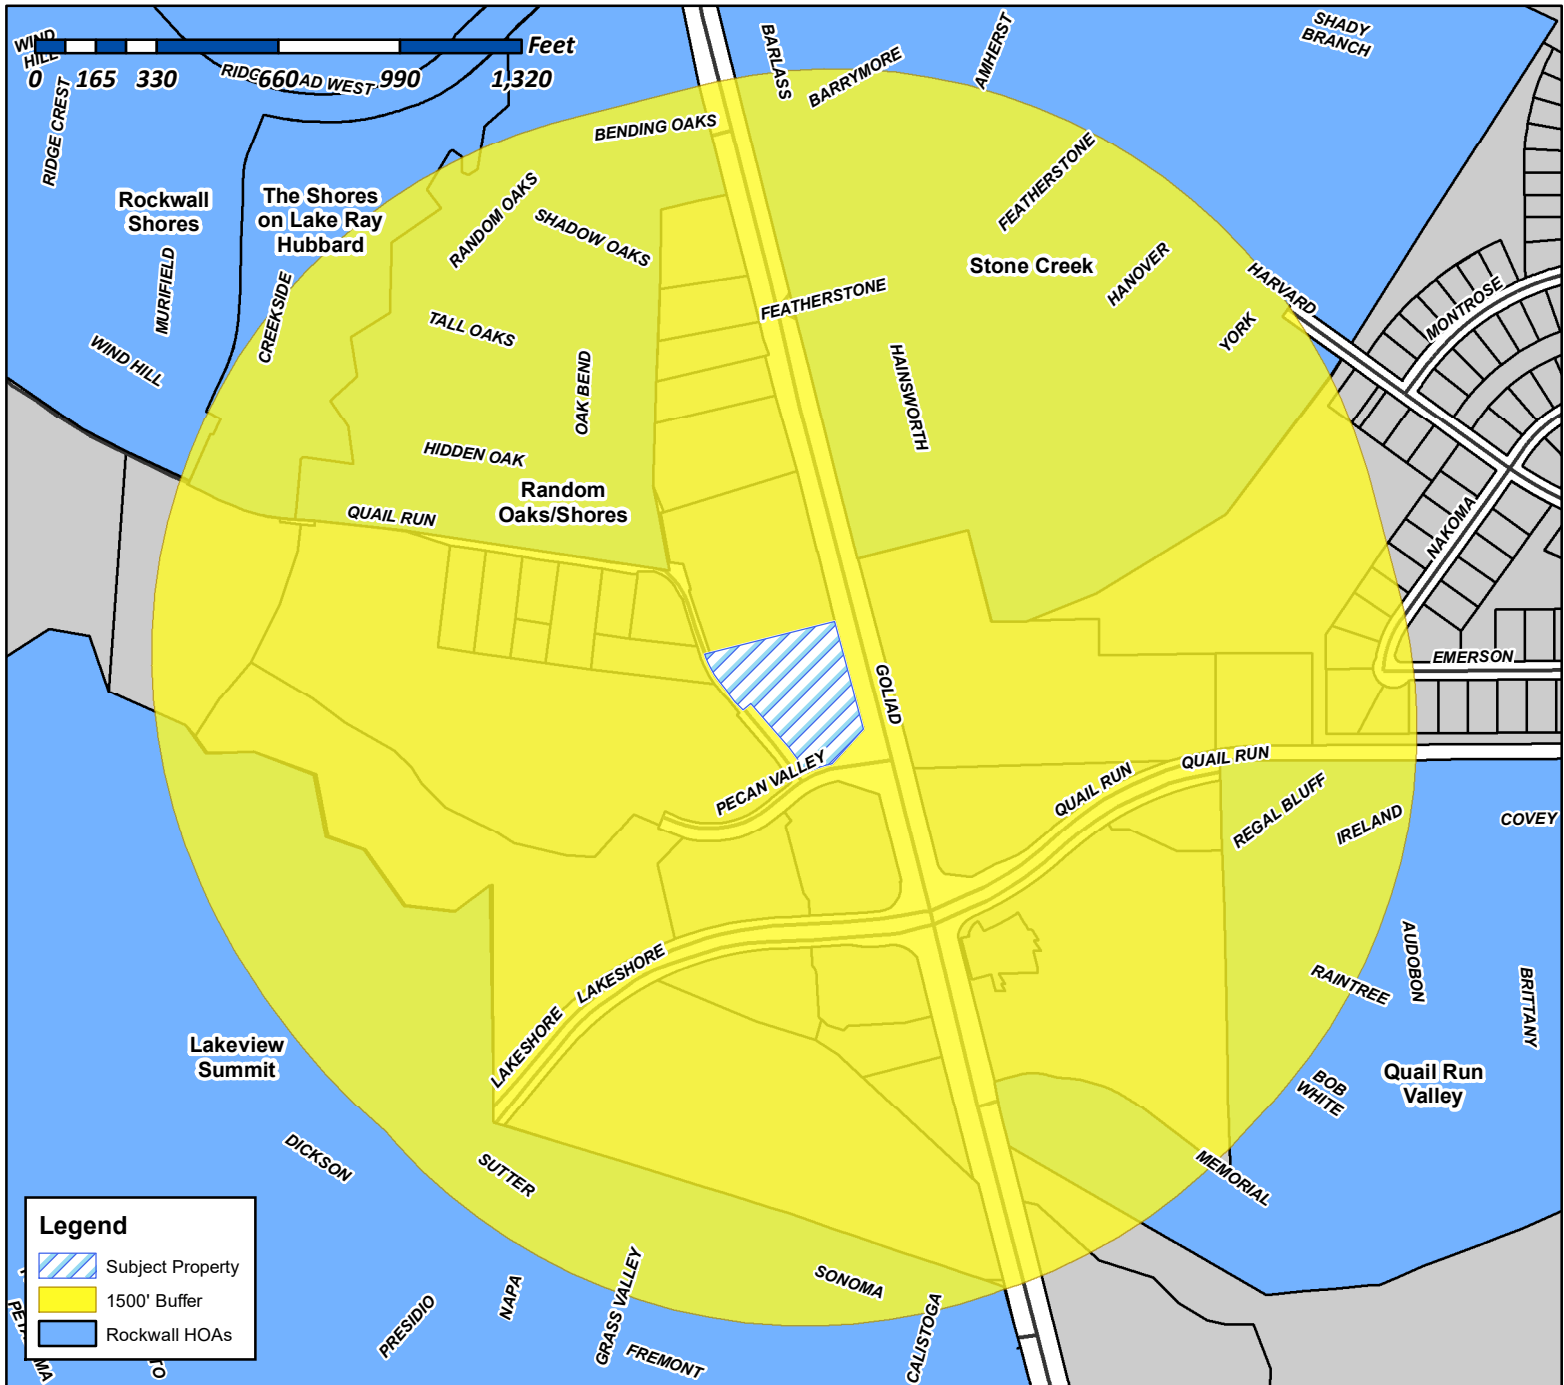 WIND
HILL
Feet
0 165 330 660 990 1,320
SHADY
BRANCH
BARLASS
BARRYMORE
AMHERST
RIDGE CREST
BENDING OAKS
FEATHERSTONE
Rockwall
Shores
The Shores
on Lake Ray
Hubbard
RANDOM OAKS
SHADOW OAKS
Stone Creek
HANOVER
HARVARD
MURIFIELD
CREEKSIDE
FEATHERSTONE
MONTROSE
YORK
TALL OAKS
WIND HILL
OAK BEND
HAINSWORTH
HIDDEN OAK
Random
Oaks/Shores
QUAIL RUN
NAKOMA
EMERSON
GOLIAD
PECAN VALLEY
QUAIL RUN
QUAIL RUN
REGAL BLUFF
IRELAND
COVEY
LAKESHORE
LAKESHORE
AUDOBON
RAINTREE
BRITTANY
Lakeview
Summit
BOB
WHITE
Quail Run
Valley
DICKSON
SUTTER
MEMORIAL
SONOMA
NAPA
GRASS VALLEY
PRESIDIO
FREMONT
CALISTOGA
Legend
Subject Property
1500' Buffer
Rockwall HOAs